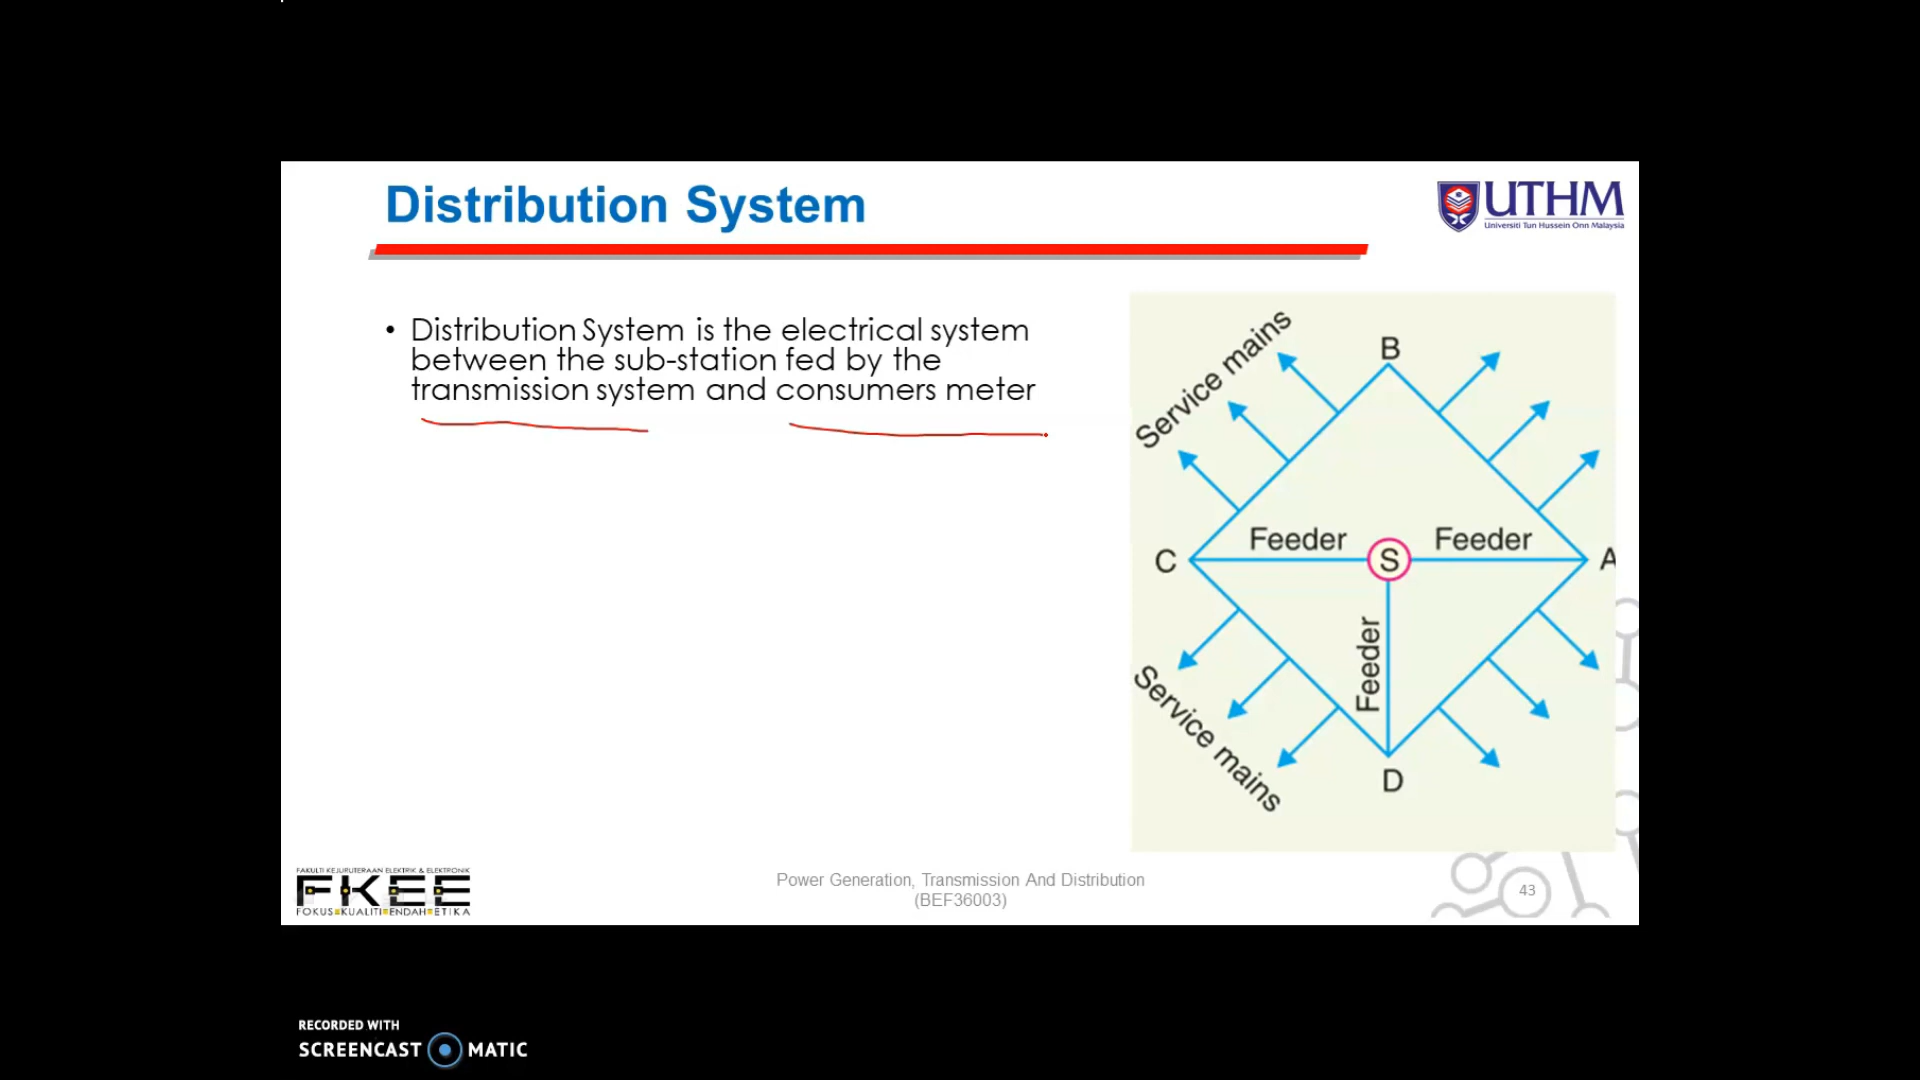 Distribution System
UTHM
Universiti Tun Hussein Onn Malaysia
• Distribution System is the electrical system
between the sub-station fed by the
transmission system and consumers meter
Service mains
B
C
Feeder
S
Feeder
A
Feeder
Service mains
D
FAKULTI KEJURUTERAAN ELEKTRIK & ELEKTRONIK
FKEE
FOKUS KUALITI ENDAH ETIKA
Power Generation, Transmission And Distribution
(BEF36003)
43
RECORDED WITH
SCREENCAST MATIC